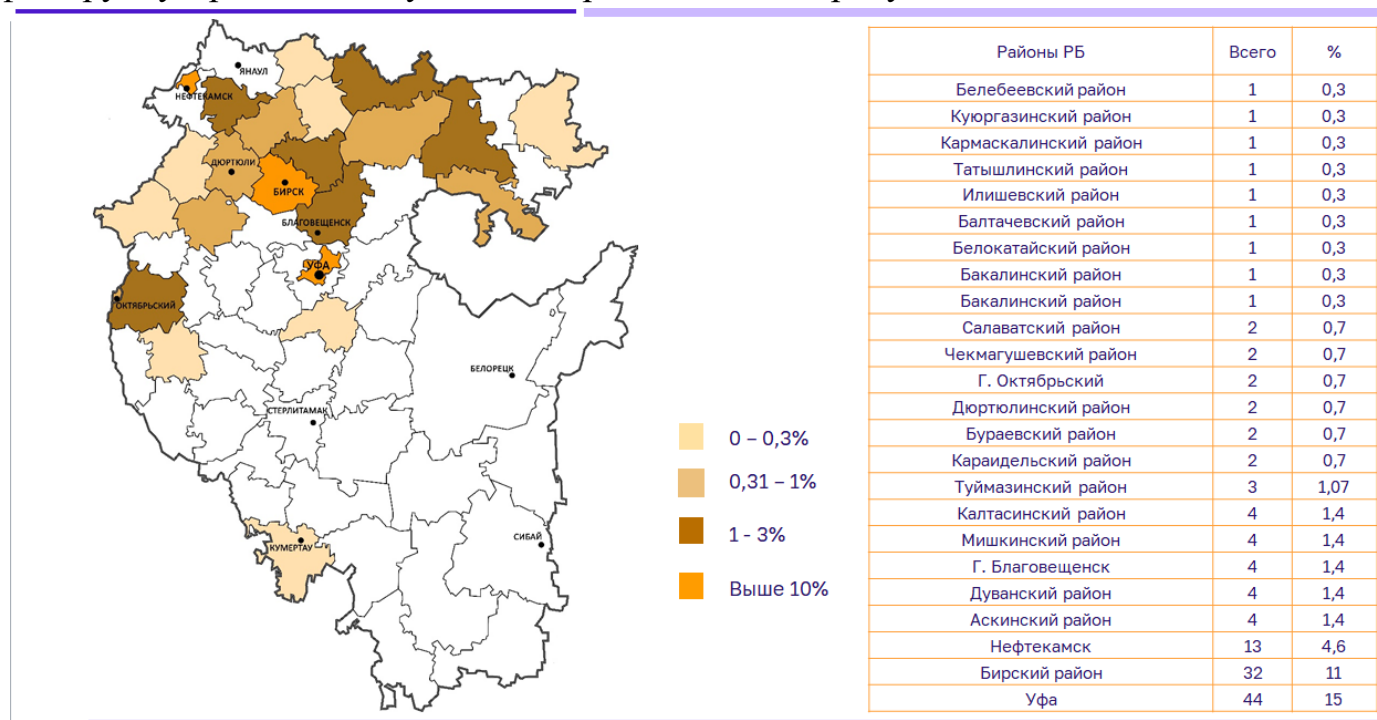 ЯНАУЛ
НЕФТЕКАМСК
ДЮРТЮЛИ
БИРСК
БЛАГОВЕЩЕНСК
УФА
ОКТЯБРЬСКИЙ
БЕЛОРЕЦК
СТЕРЛИТАМАК
СИБАЙ
КУМЕРТАУ
0 – 0,3%
0,31 – 1%
1 - 3%
Выше 10%
Районы РБ Всего %
Белебеевский район 1 0,3
Куюргазинский район 1 0,3
Кармаскалинский район 1 0,3
Татышлинский район 1 0,3
Илишевский район 1 0,3
Балтачевский район 1 0,3
Белокатайский район 1 0,3
Бакалинский район 1 0,3
Бакалинский район 1 0,3
Салаватский район 2 0,7
Чекмагушевский район 2 0,7
Г. Октябрьский 2 0,7
Дюртюлинский район 2 0,7
Бураевский район 2 0,7
Караидельский район 2 0,7
Туймазинский район 3 1,07
Калтасинский район 4 1,4
Мишкинский район 4 1,4
Г. Благовещенск 4 1,4
Дуванский район 4 1,4
Аскинский район 4 1,4
Нефтекамск 13 4,6
Бирский район 32 11
Уфа 44 15